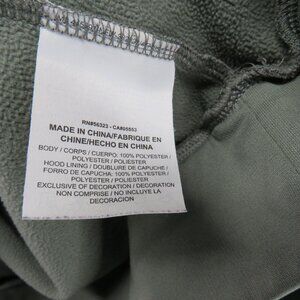 RN#56323 - CA#05553
MADE IN CHINA/FABRIQUE EN
CHINE/HECHO EN CHINA
BODY / CORPS / CUERPO: 100% POLYESTER /
POLYESTER / POLIESTER
HOOD LINING / DOUBLURE DE CAPUCHE /
FORRO DE CAPUCHA: 100% POLYESTER /
POLYESTER / POLIESTER
EXCLUSIVE OF DECORATION / DECORATION
NON COMPRISE / NO INCLUYE LA
DECORACION